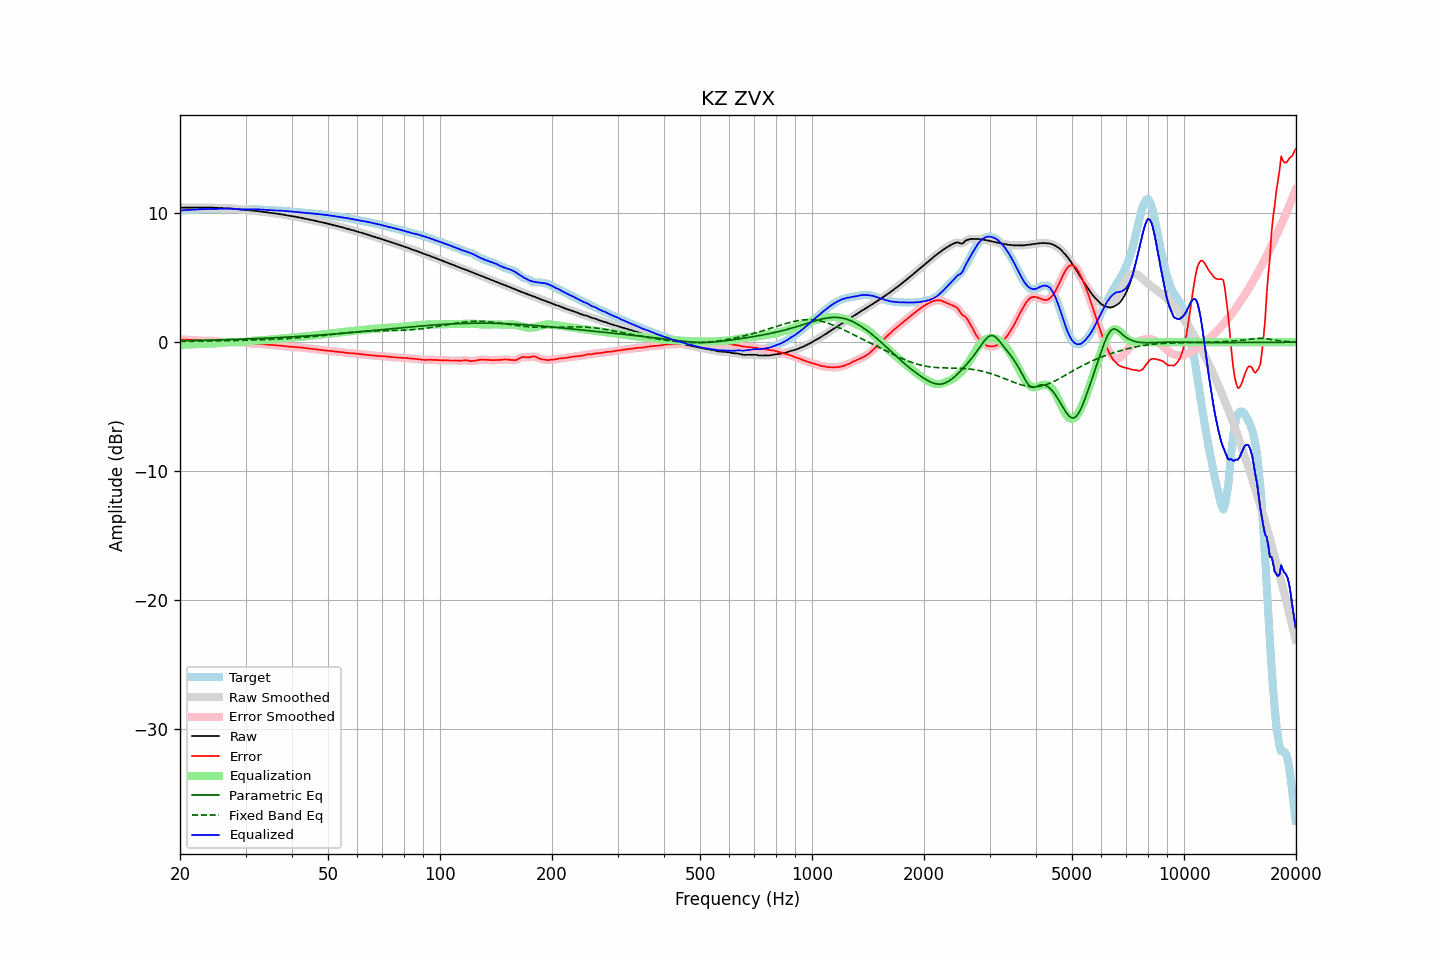 KZ ZVX
Amplitude (dBr)
10
0
−10
−20
−30
Target
Raw Smoothed
Error Smoothed
Raw
Error
Equalization
Parametric Eq
Fixed Band Eq
Equalized
20 50 100 200 500 1000 2000 5000 10000 20000
Frequency (Hz)